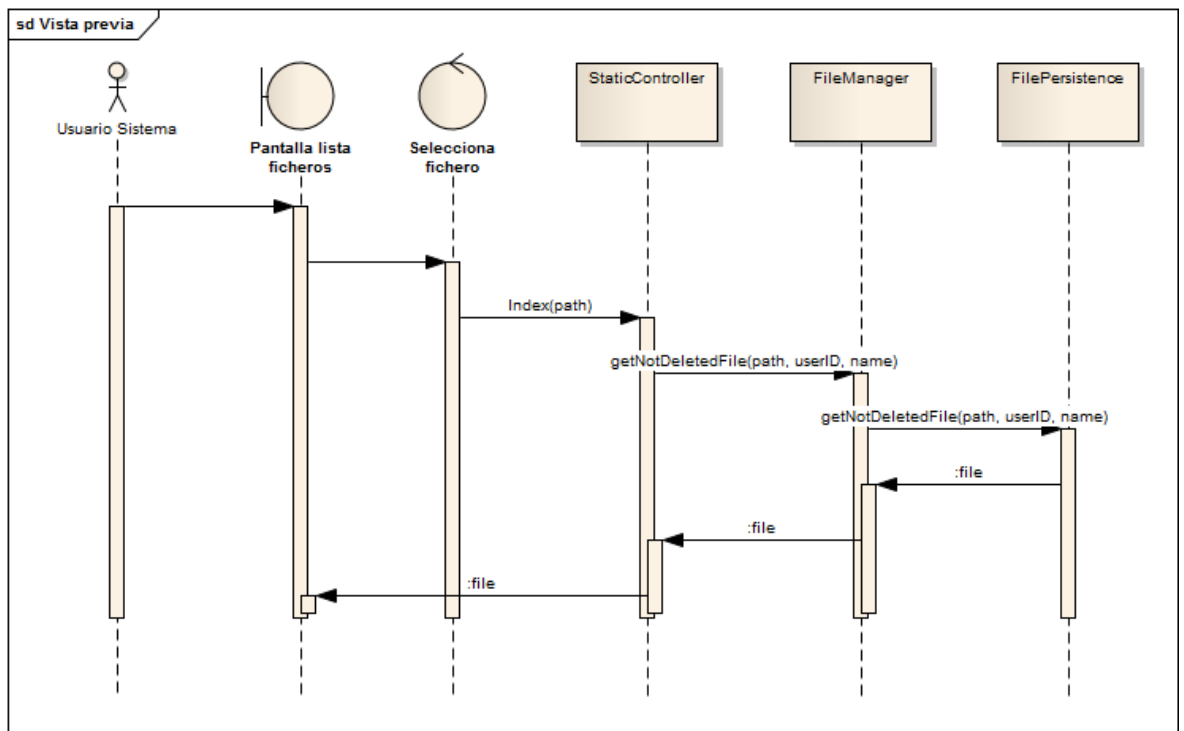 sd Vista previa
Usuario Sistema
Pantalla lista
ficheros
Selecciona
fichero
StaticController
FileManager
FilePersistence
Index(path)
getNotDeletedFile(path, userID, name)
getNotDeletedFile(path, userID, name)
:file
:file
:file